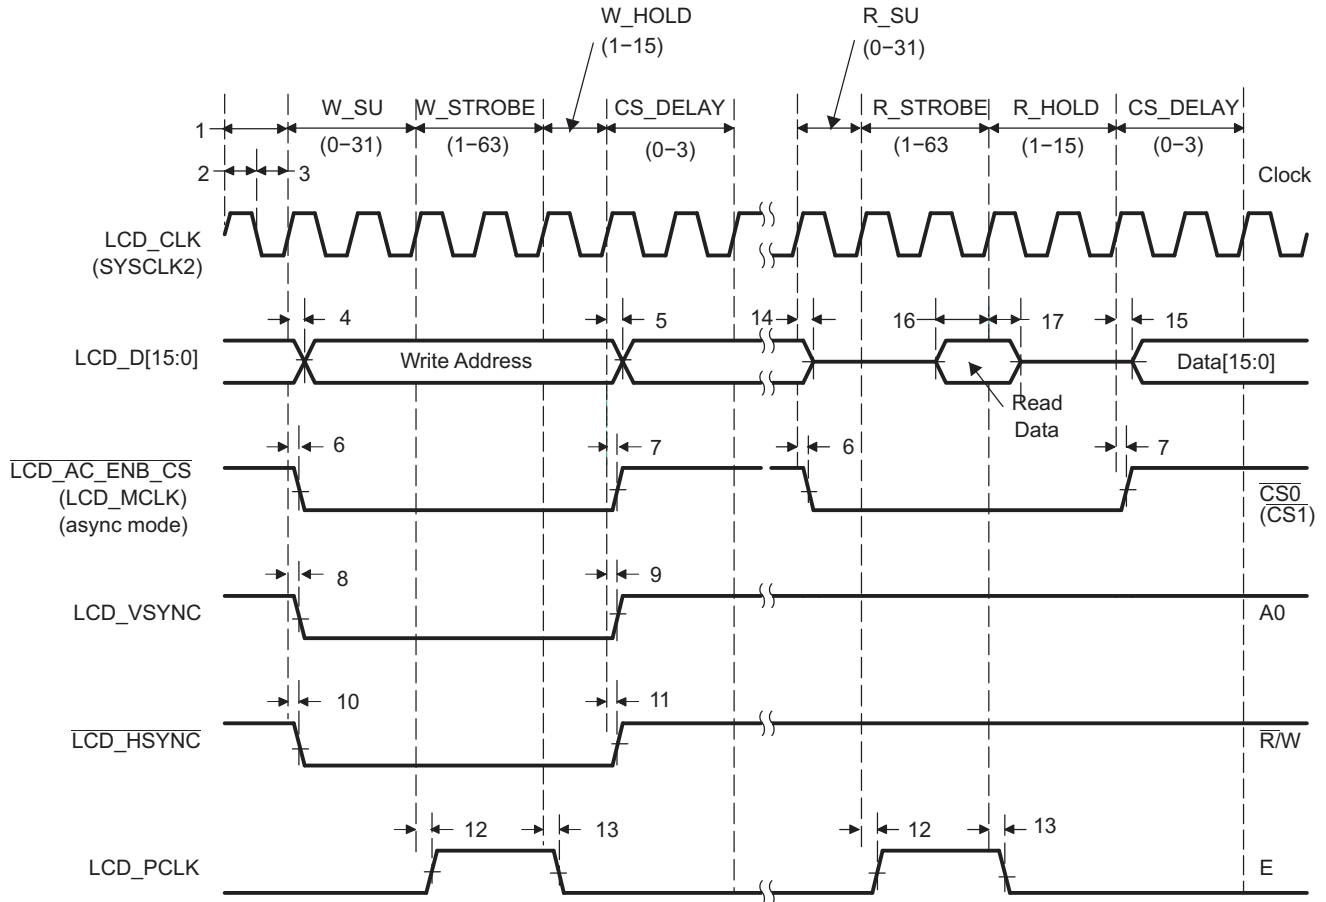 W_HOLD
(1−15)
R_SU
(0−31)
W_SU
W_STROBE
CS_DELAY
R_STROBE
R_HOLD
CS_DELAY
1
(0−31)
(1−63)
(0−3)
(1−63
(1−15)
(0−3)
2
3
Clock
LCD_CLK
(SYSCLK2)
4
5
14
16
17
15
LCD_D[15:0]
Write Address
Data[15:0]
Read
Data
6
7
6
7
LCD_AC_ENB_CS
(LCD_MCLK)
(async mode)
CS0
(CS1)
8
9
LCD_VSYNC
A0
10
11
LCD_HSYNC
R/W
12
13
12
13
LCD_PCLK
E